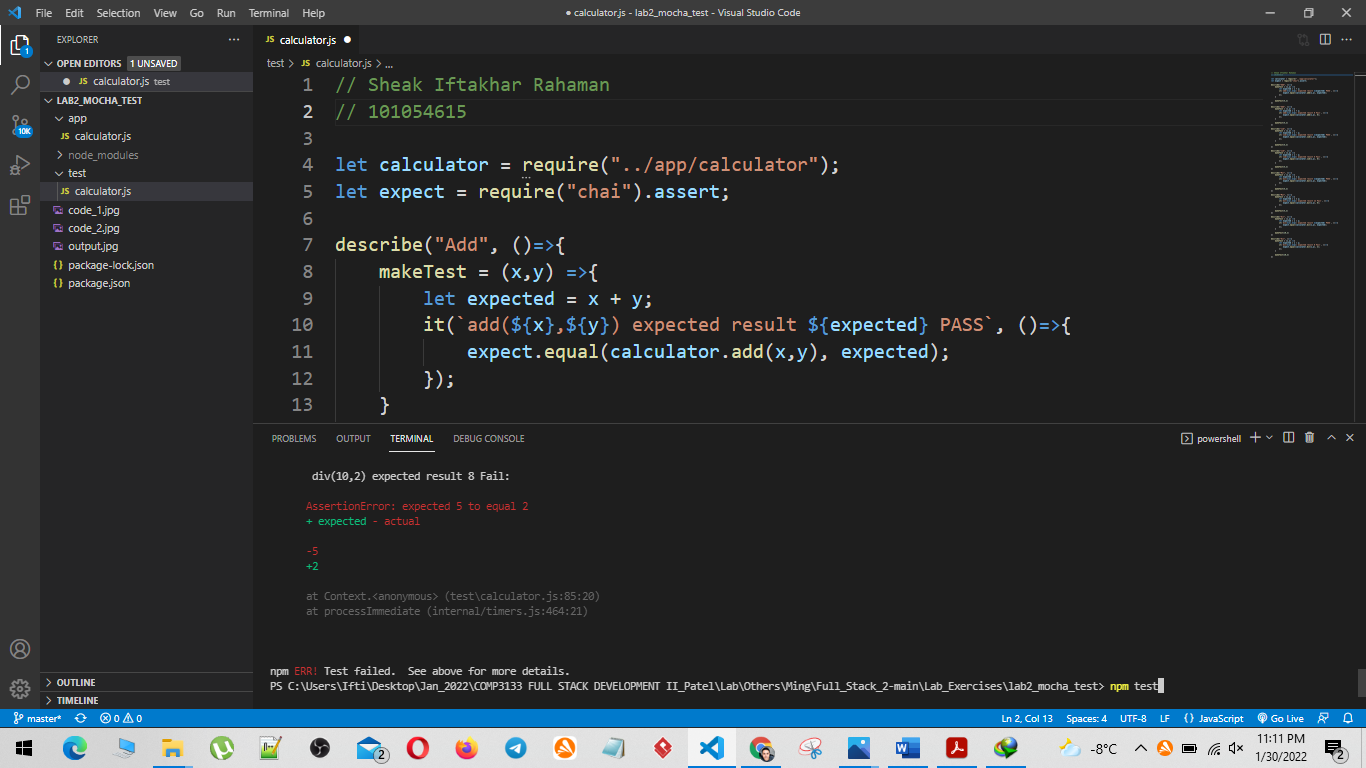 File Edit Selection View Go Run Terminal Help
● calculator.js - lab2_mocha_test - Visual Studio Code
EXPLORER
OPEN EDITORS 1 UNSAVED
● JS calculator.js test
LAB2_MOCHA_TEST
app
JS calculator.js
node_modules
test
JS calculator.js
code_1.jpg
code_2.jpg
output.jpg
{} package-lock.json
{} package.json
OUTLINE
TIMELINE
1
10K
JS calculator.js ●
test > JS calculator.js > ...
1 // Sheak Iftakhar Rahaman
2 // 101054615
3
4 let calculator = require("../app/calculator");
5 let expect = require("chai").assert;
6
7 describe("Add", ()=>{
8 makeTest = (x,y) =>{
9 let expected = x + y;
10 it(`add(${x},${y}) expected result ${expected} PASS`, ()=>{
11 expect.equal(calculator.add(x,y), expected);
12 });
13 }
PROBLEMS OUTPUT TERMINAL DEBUG CONSOLE
powershell
div(10,2) expected result 8 Fail:
AssertionError: expected 5 to equal 2
+ expected - actual
-5
+2
at Context.<anonymous> (test\calculator.js:85:20)
at processImmediate (internal/timers.js:464:21)
npm ERR! Test failed.  See above for more details.
PS C:\Users\Ifti\Desktop\Jan_2022\COMP3133 FULL STACK DEVELOPMENT II_Patel\Lab\Others\Ming\Full_Stack_2-main\Lab_Exercises\lab2_mocha_test> npm test
master* 0 0 Ln 2, Col 13 Spaces: 4 UTF-8 LF {} JavaScript Go Live
2
-8°C
11:11 PM
1/30/2022
2